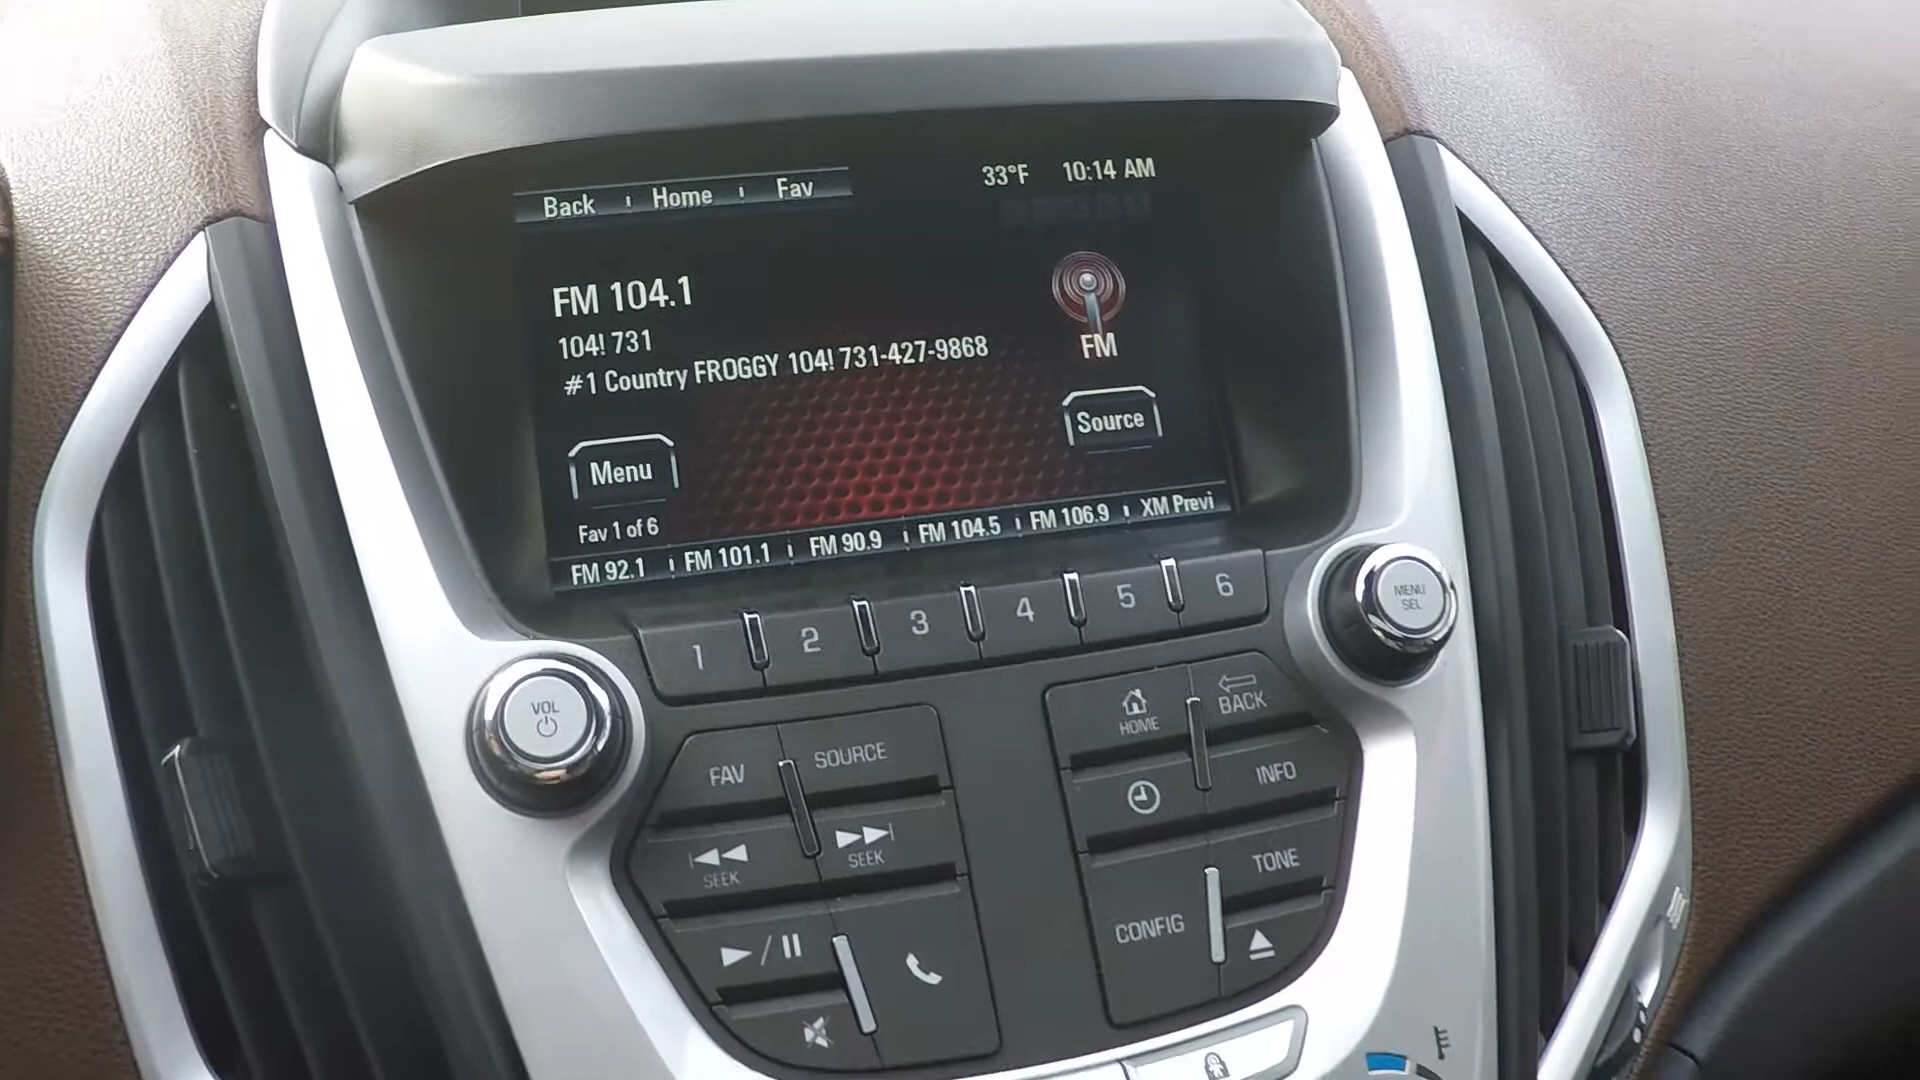 Back Home Fav 33°F 10:14 AM
FM 104.1
104! 731
#1 Country FROGGY 104! 731-427-9868
FM
Source
Menu
Fav 1 of 6
FM 92.1 FM 101.1 FM 90.9 FM 104.5 FM 106.9 XM Previ
1 2 3 4 5 6
MENU
SEL
VOL
HOME BACK
FAV SOURCE
INFO
SEEK SEEK
TONE
CONFIG